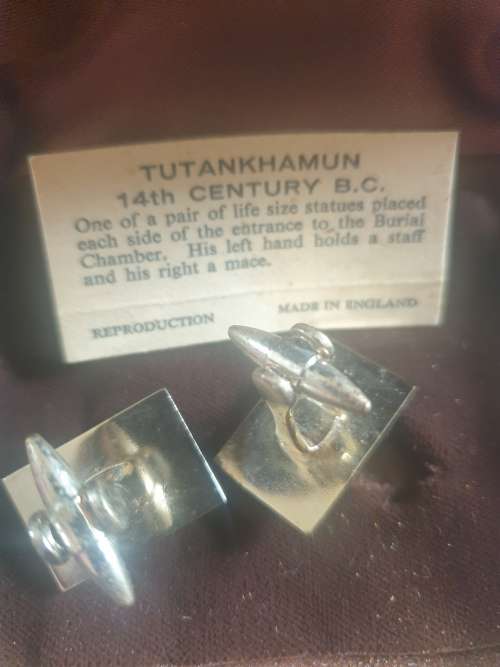 TUTANKHAMUN
14th CENTURY B.C.
One of a pair of life size statues placed
each side of the entrance to the Burial
Chamber. His left hand holds a staff
and his right a mace.
REPRODUCTION MADE IN ENGLAND